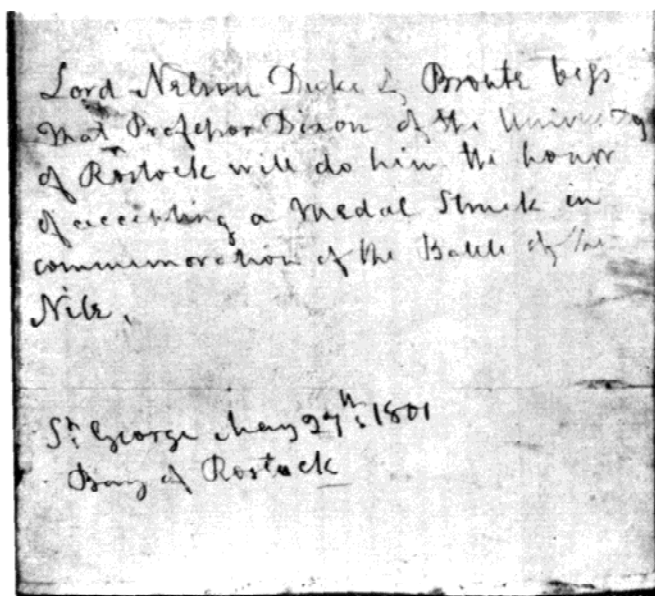 Lord Nelson Duke of Bronte begs
that Professor Dixon of the University
of Rostock will do him the honor
of accepting a Medal Struck in
commemoration of the Battle of the
Nile,
St. George May 27th: 1801
Bay of Rostock